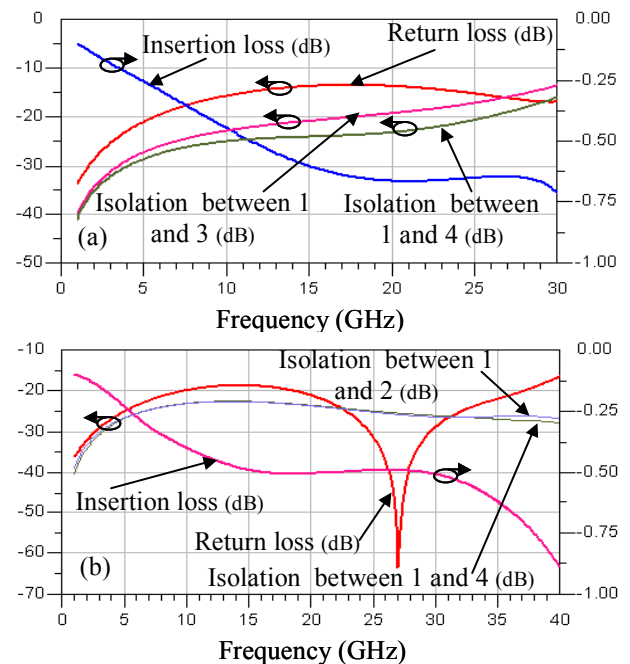 0
0.00
Insertion loss (dB)
Return loss (dB)
-10
-20
-30
-40
-50
-0.25
-0.50
-0.75
-1.00
Isolation between 1
and 3 (dB)
Isolation between
1 and 4 (dB)
(a)
0 5 10 15 20 25 30
Frequency (GHz)
-10
0.00
Isolation between 1
and 2 (dB)
-20
-30
-40
-50
-60
-70
-0.25
-0.50
-0.75
-1.00
Insertion loss (dB)
Return loss (dB)
(b)
Isolation between 1 and 4 (dB)
0 5 10 15 20 25 30 35 40
Frequency (GHz)